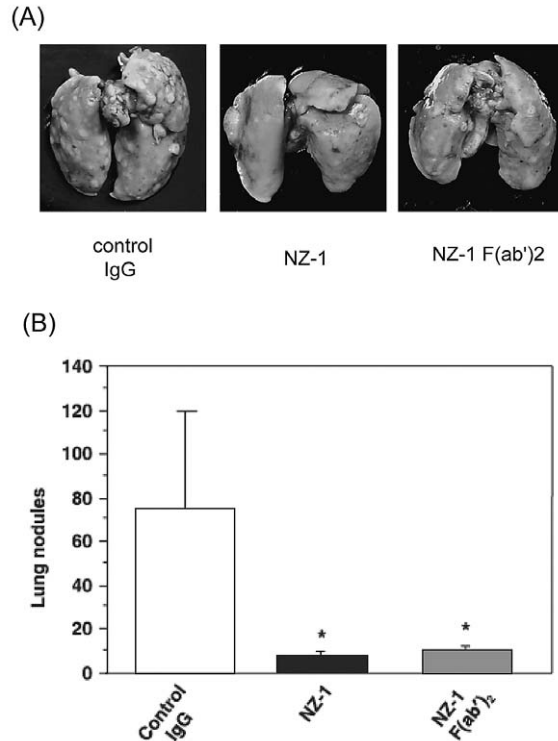 (A)
control
IgG
NZ-1
NZ-1 F(ab')2
(B)
Lung nodules
140
120
100
80
60
40
20
0
*
*
Control
IgG
NZ-1
NZ-1
F(ab')2